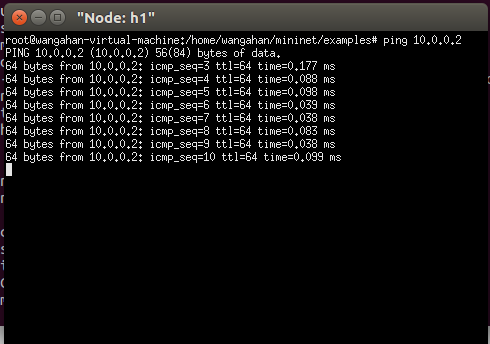 "Node: h1"
root@wangahan-virtual-machine:/home/wangahan/mininet/examples# ping 10.0.0.2
PING 10.0.0.2 (10.0.0.2) 56(84) bytes of data.
64 bytes from 10.0.0.2: icmp_seq=3 ttl=64 time=0.177 ms
64 bytes from 10.0.0.2: icmp_seq=4 ttl=64 time=0.088 ms
64 bytes from 10.0.0.2: icmp_seq=5 ttl=64 time=0.098 ms
64 bytes from 10.0.0.2: icmp_seq=6 ttl=64 time=0.039 ms
64 bytes from 10.0.0.2: icmp_seq=7 ttl=64 time=0.038 ms
64 bytes from 10.0.0.2: icmp_seq=8 ttl=64 time=0.083 ms
64 bytes from 10.0.0.2: icmp_seq=9 ttl=64 time=0.038 ms
64 bytes from 10.0.0.2: icmp_seq=10 ttl=64 time=0.099 ms